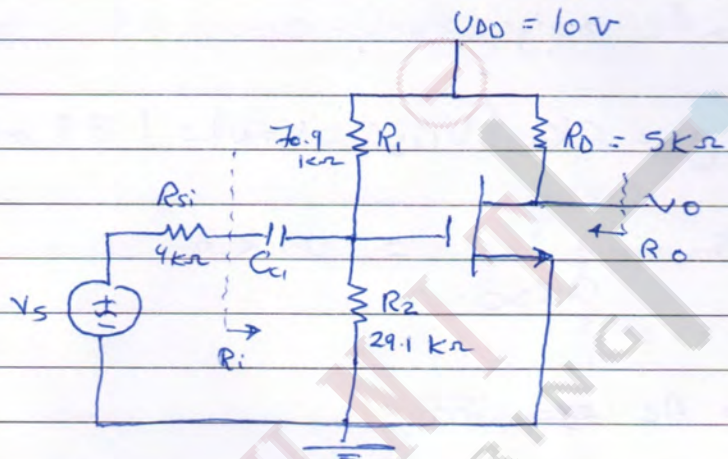 VDD = 10V
70.9 kΩ
R1
RD = 5kΩ
Rsi
4kΩ
Cc1
Vo
Ro
Vs
Ri
R2
29.1 kΩ